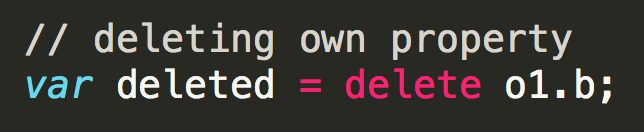 // deleting own property
var deleted = delete o1.b;